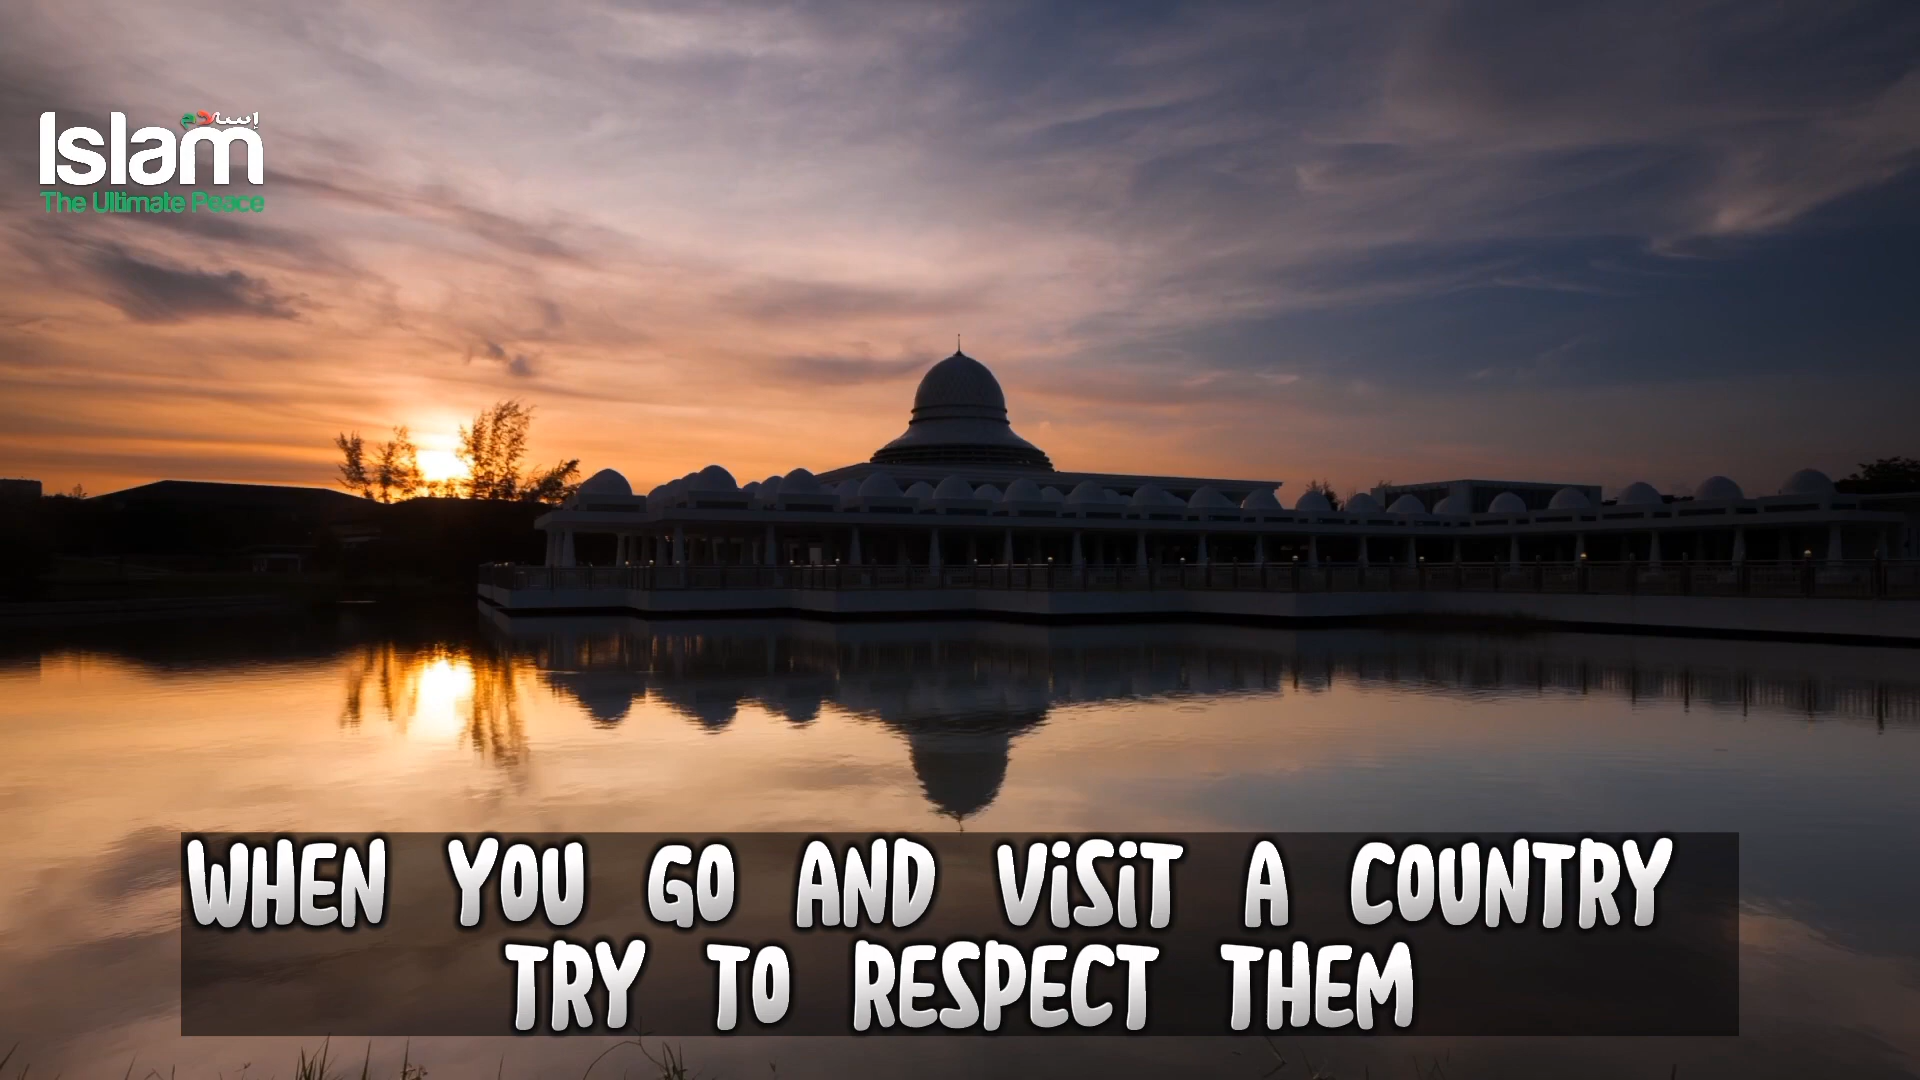 إسلام
Islam
The Ultimate Peace
WHEN YOU GO AND VISIT A COUNTRY
TRY TO RESPECT THEM